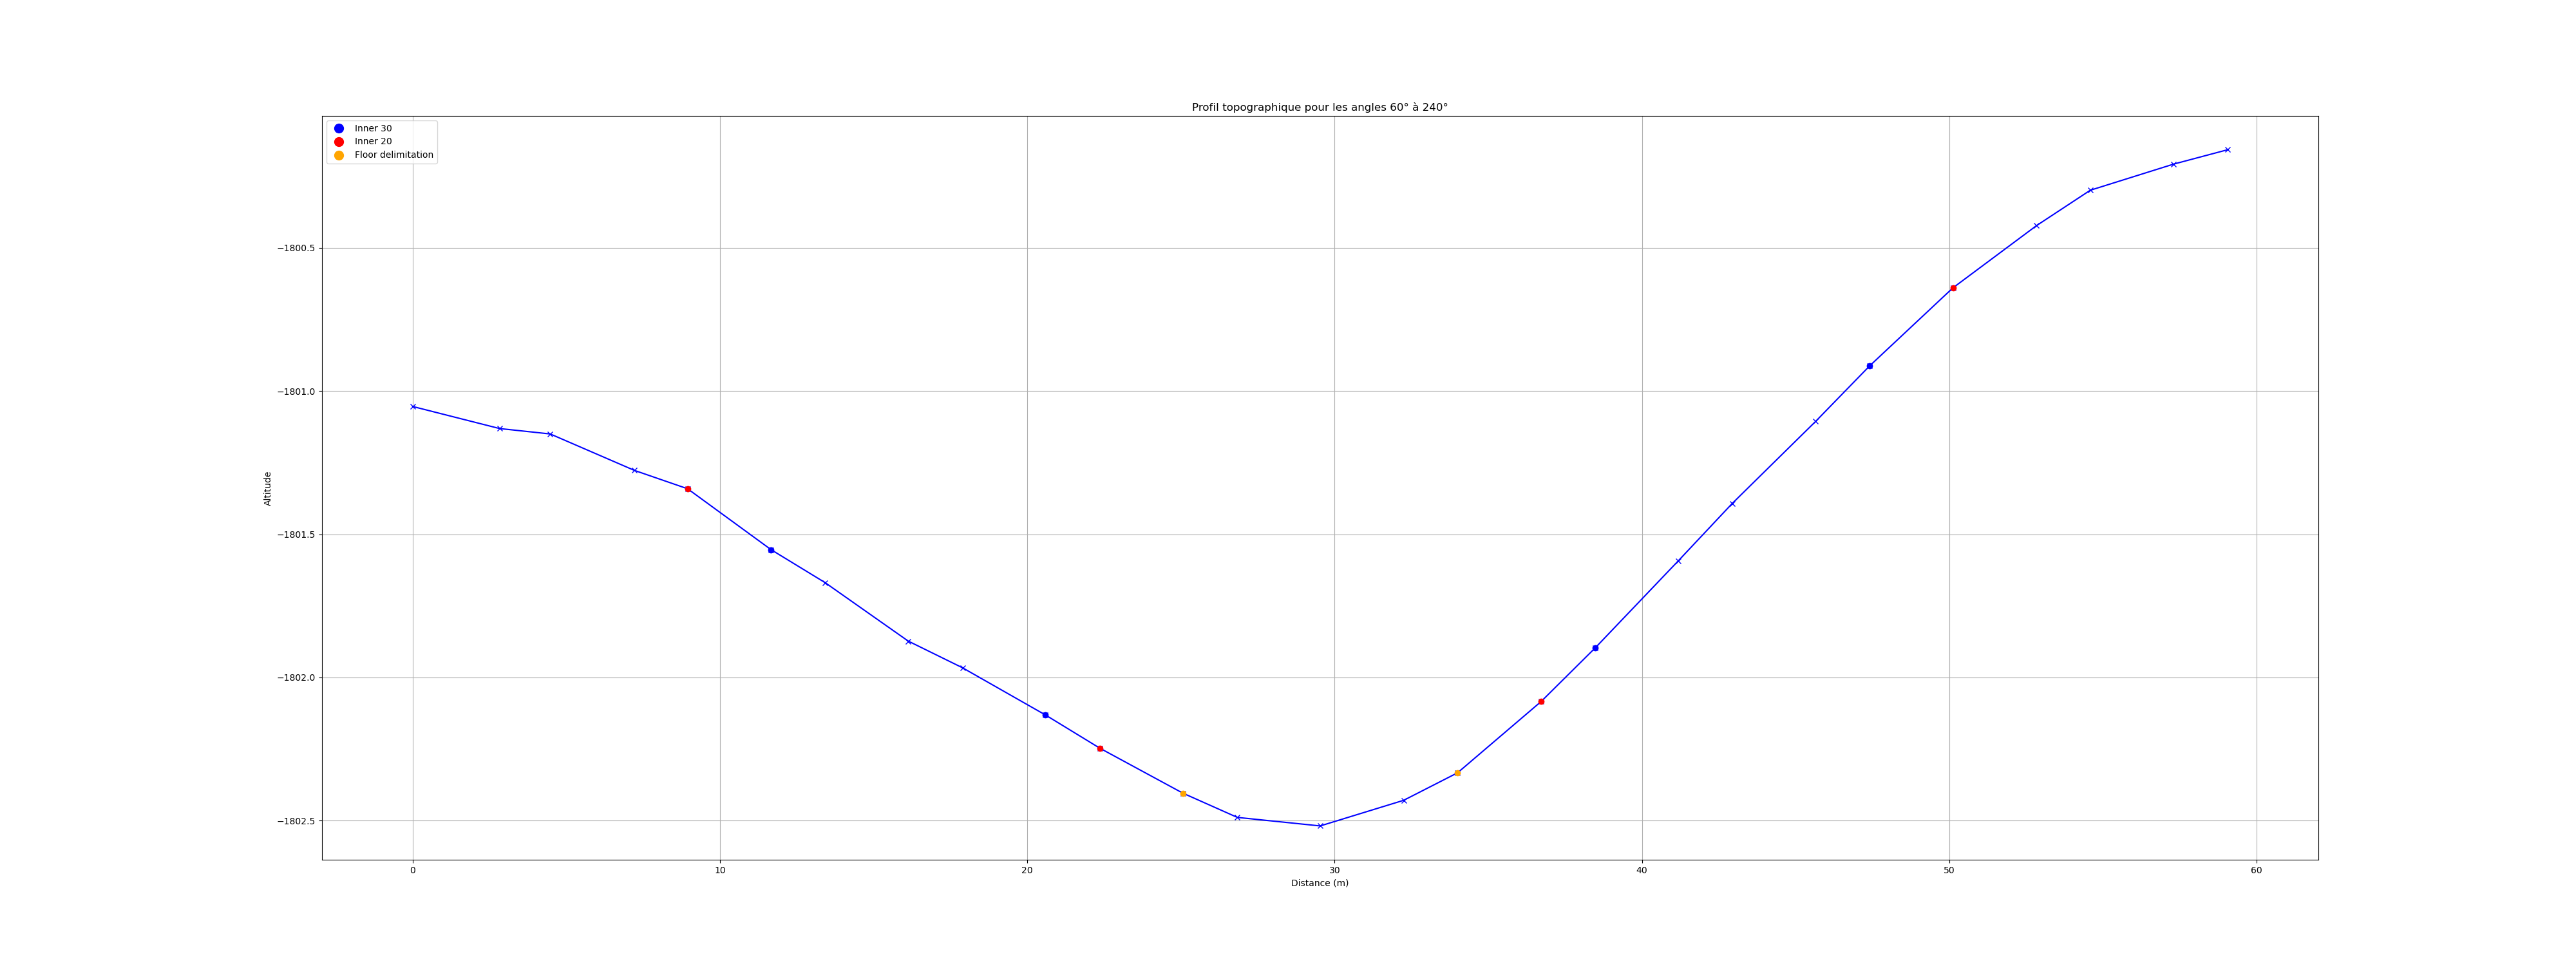 Profil topographique pour les angles 60° à 240°
Inner 30
Inner 20
Floor delimitation
Altitude
−1800.5
−1801.0
−1801.5
−1802.0
−1802.5
0 10 20 30 40 50 60
Distance (m)